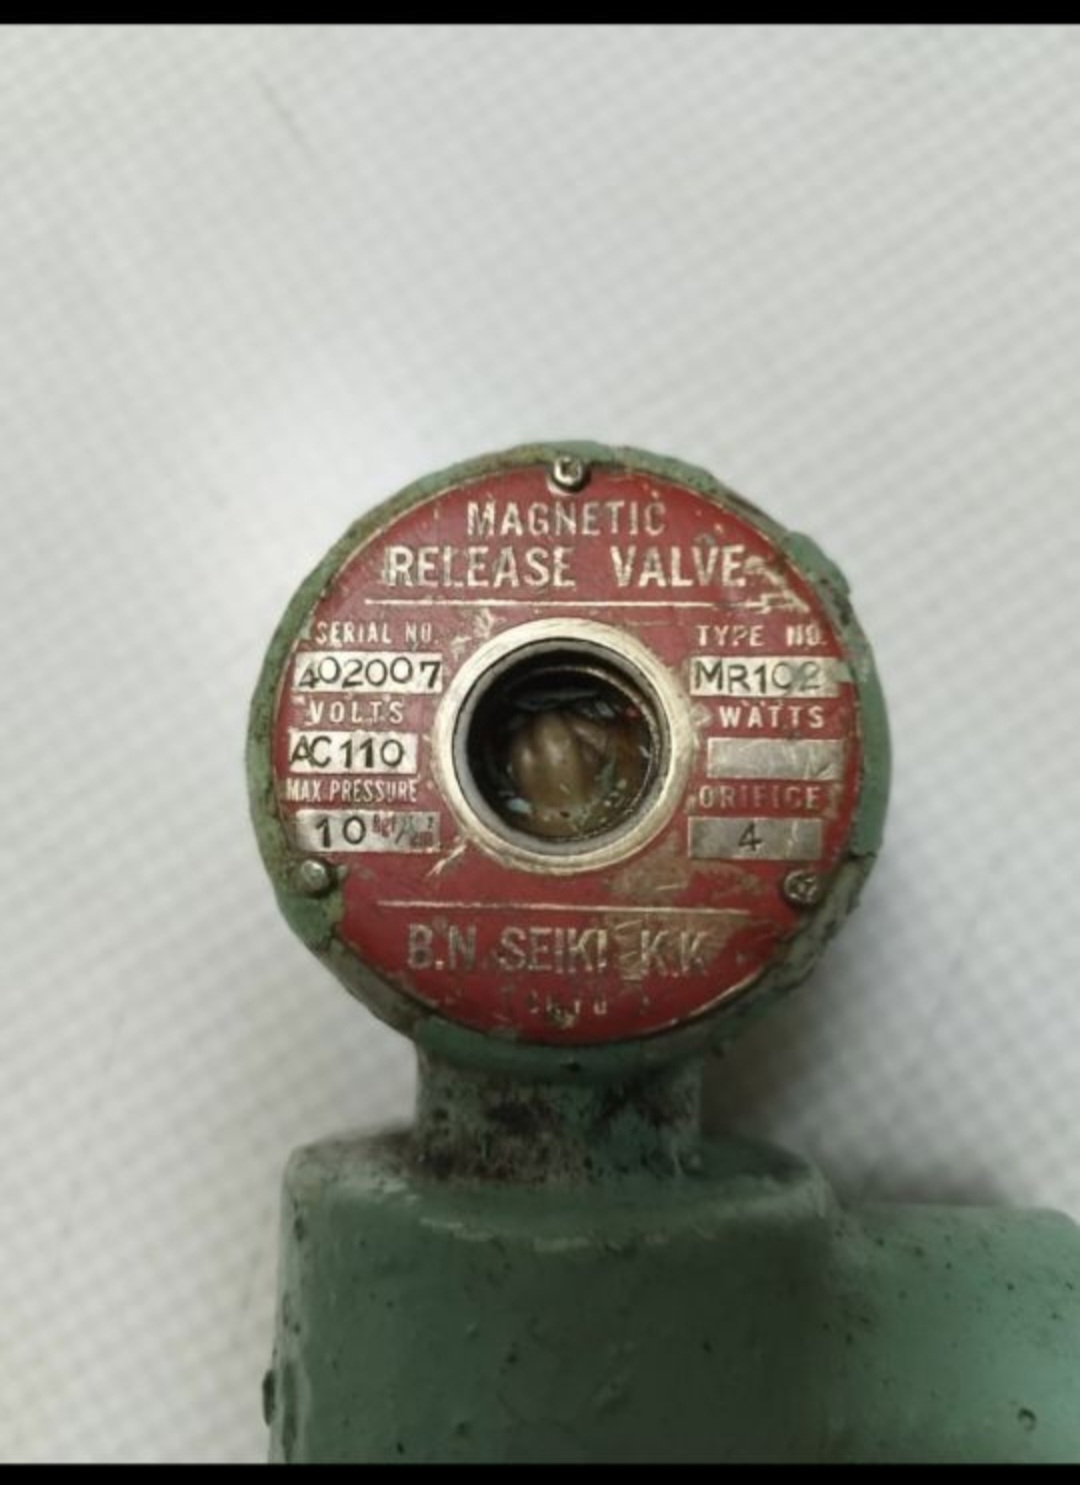 MAGNETIC
RELEASE VALVE
SERIAL NO. TYPE NO.
402007 MR102
VOLTS WATTS
AC110
MAX.PRESSURE ORIFICE
10 4
B.N. SEIKI K.K